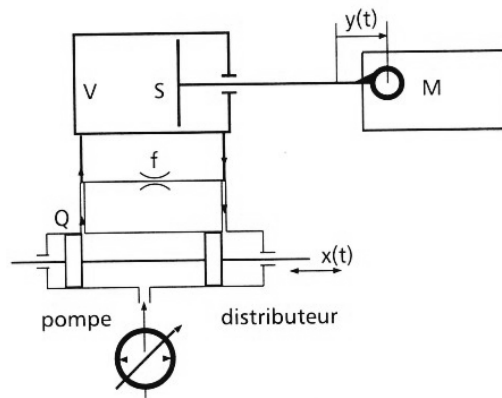 y(t)
V S M
f
Q
x(t)
pompe distributeur